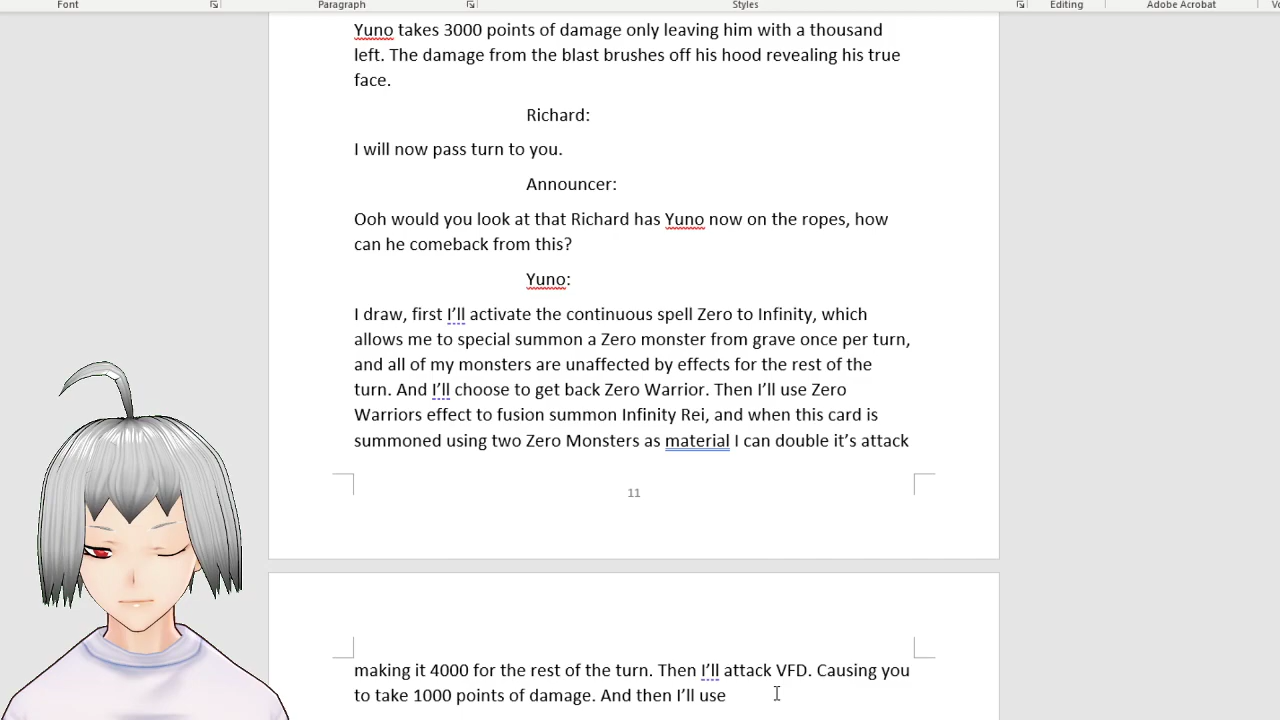 Font
Paragraph
Styles
Editing
Adobe Acrobat
Yuno takes 3000 points of damage only leaving him with a thousand
left. The damage from the blast brushes off his hood revealing his true
face.
Richard:
I will now pass turn to you.
Announcer:
Ooh would you look at that Richard has Yuno now on the ropes, how
can he comeback from this?
Yuno:
I draw, first I’ll activate the continuous spell Zero to Infinity, which
allows me to special summon a Zero monster from grave once per turn,
and all of my monsters are unaffected by effects for the rest of the
turn. And I’ll choose to get back Zero Warrior. Then I’ll use Zero
Warriors effect to fusion summon Infinity Rei, and when this card is
summoned using two Zero Monsters as material I can double it’s attack
11
making it 4000 for the rest of the turn. Then I’ll attack VFD. Causing you
to take 1000 points of damage. And then I’ll use